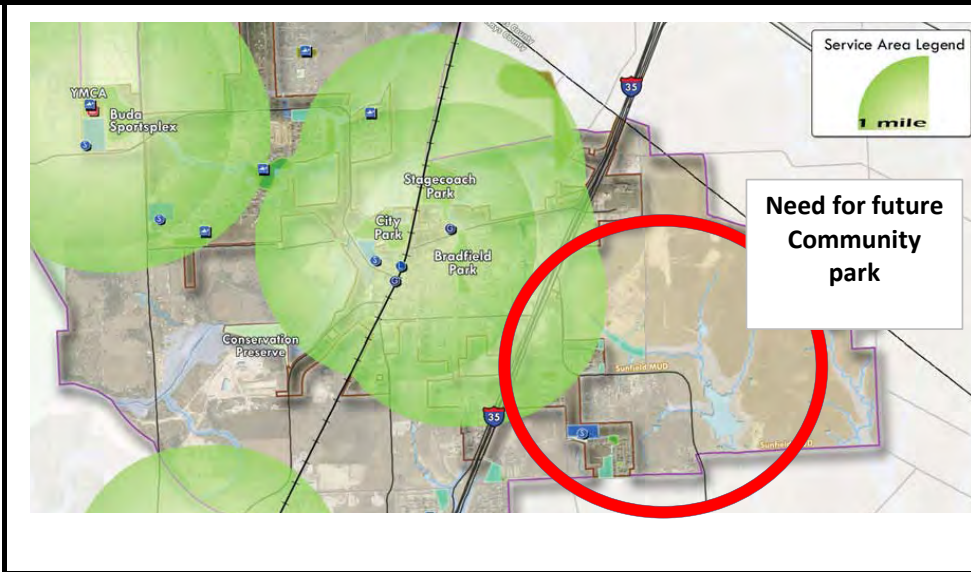 Service Area Legend
1 mile
35
YMCA
Buda
Sportsplex
S
Stagecoach
Park
City
Park
Bradfield
Park
G
S
L
G
S
Need for future
Community
park
Conservation
Preserve
Sunfield MUD
35
S
Sunfield MUD